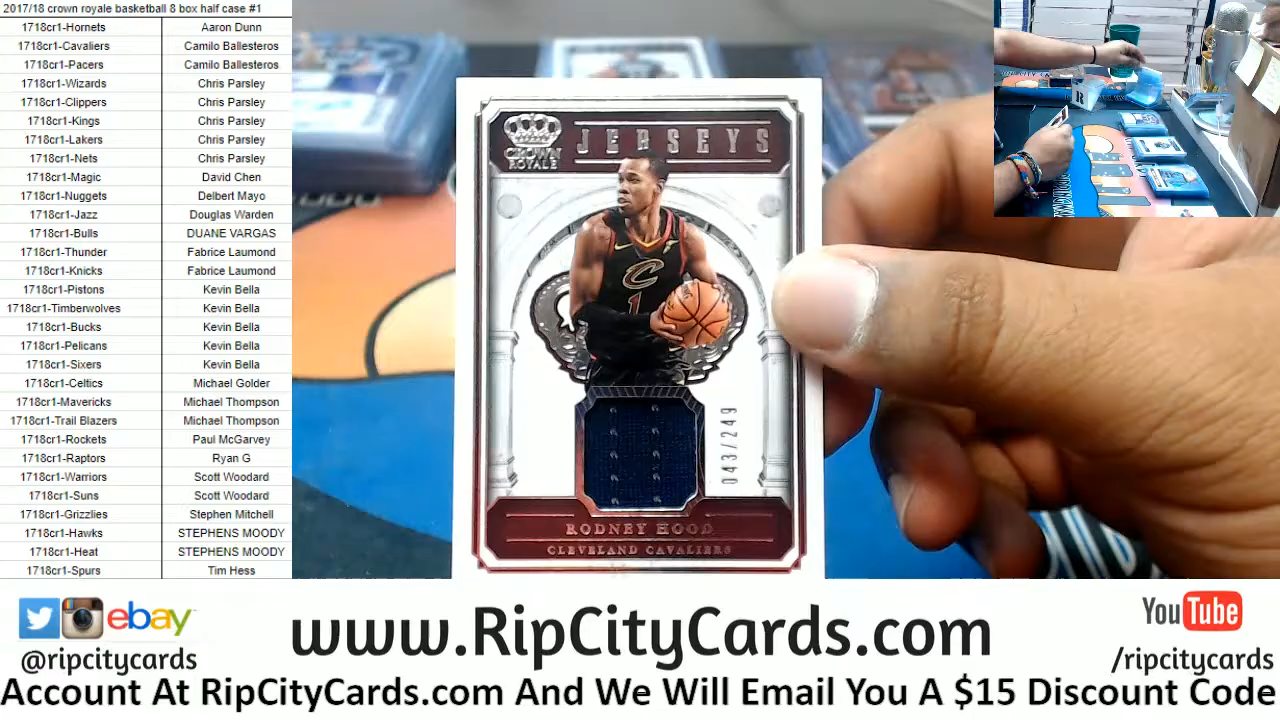 2017/18 crown royale basketball 8 box half case #1
1718cr1-Hornets Aaron Dunn
1718cr1-Cavaliers Camilo Ballesteros
1718cr1-Pacers Camilo Ballesteros
1718cr1-Wizards Chris Parsley
1718cr1-Clippers Chris Parsley
1718cr1-Kings Chris Parsley
1718cr1-Lakers Chris Parsley
1718cr1-Nets Chris Parsley
1718cr1-Magic David Chen
1718cr1-Nuggets Delbert Mayo
1718cr1-Jazz Douglas Warden
1718cr1-Bulls DUANE VARGAS
1718cr1-Thunder Fabrice Laumond
1718cr1-Knicks Fabrice Laumond
1718cr1-Pistons Kevin Bella
1718cr1-Timberwolves Kevin Bella
1718cr1-Bucks Kevin Bella
1718cr1-Pelicans Kevin Bella
1718cr1-Sixers Kevin Bella
1718cr1-Celtics Michael Golder
1718cr1-Mavericks Michael Thompson
1718cr1-Trail Blazers Michael Thompson
1718cr1-Rockets Paul McGarvey
1718cr1-Raptors Ryan G
1718cr1-Warriors Scott Woodard
1718cr1-Suns Scott Woodard
1718cr1-Grizzlies Stephen Mitchell
1718cr1-Hawks STEPHENS MOODY
1718cr1-Heat STEPHENS MOODY
1718cr1-Spurs Tim Hess
CROWN
ROYALE
JERSEYS
C
1
043/249
RODNEY HOOD
CLEVELAND CAVALIERS
ebay
@ripcitycards
www.RipCityCards.com
YouTube
/ripcitycards
Account At RipCityCards.com And We Will Email You A $15 Discount Code